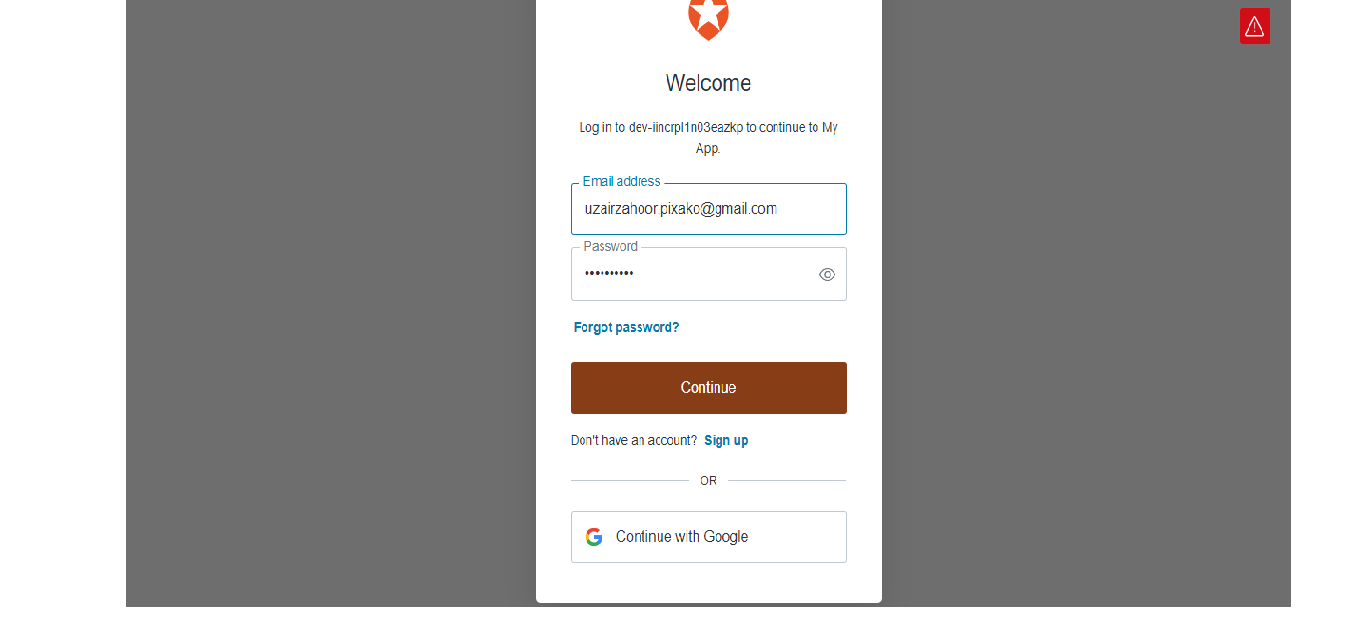 Welcome
Log in to dev-iincrpl1n03eazkp to continue to My
App.
Email address
uzairzahoor.pixako@gmail.com
Password
••••••••••
Forgot password?
Continue
Don't have an account? Sign up
OR
Continue with Google